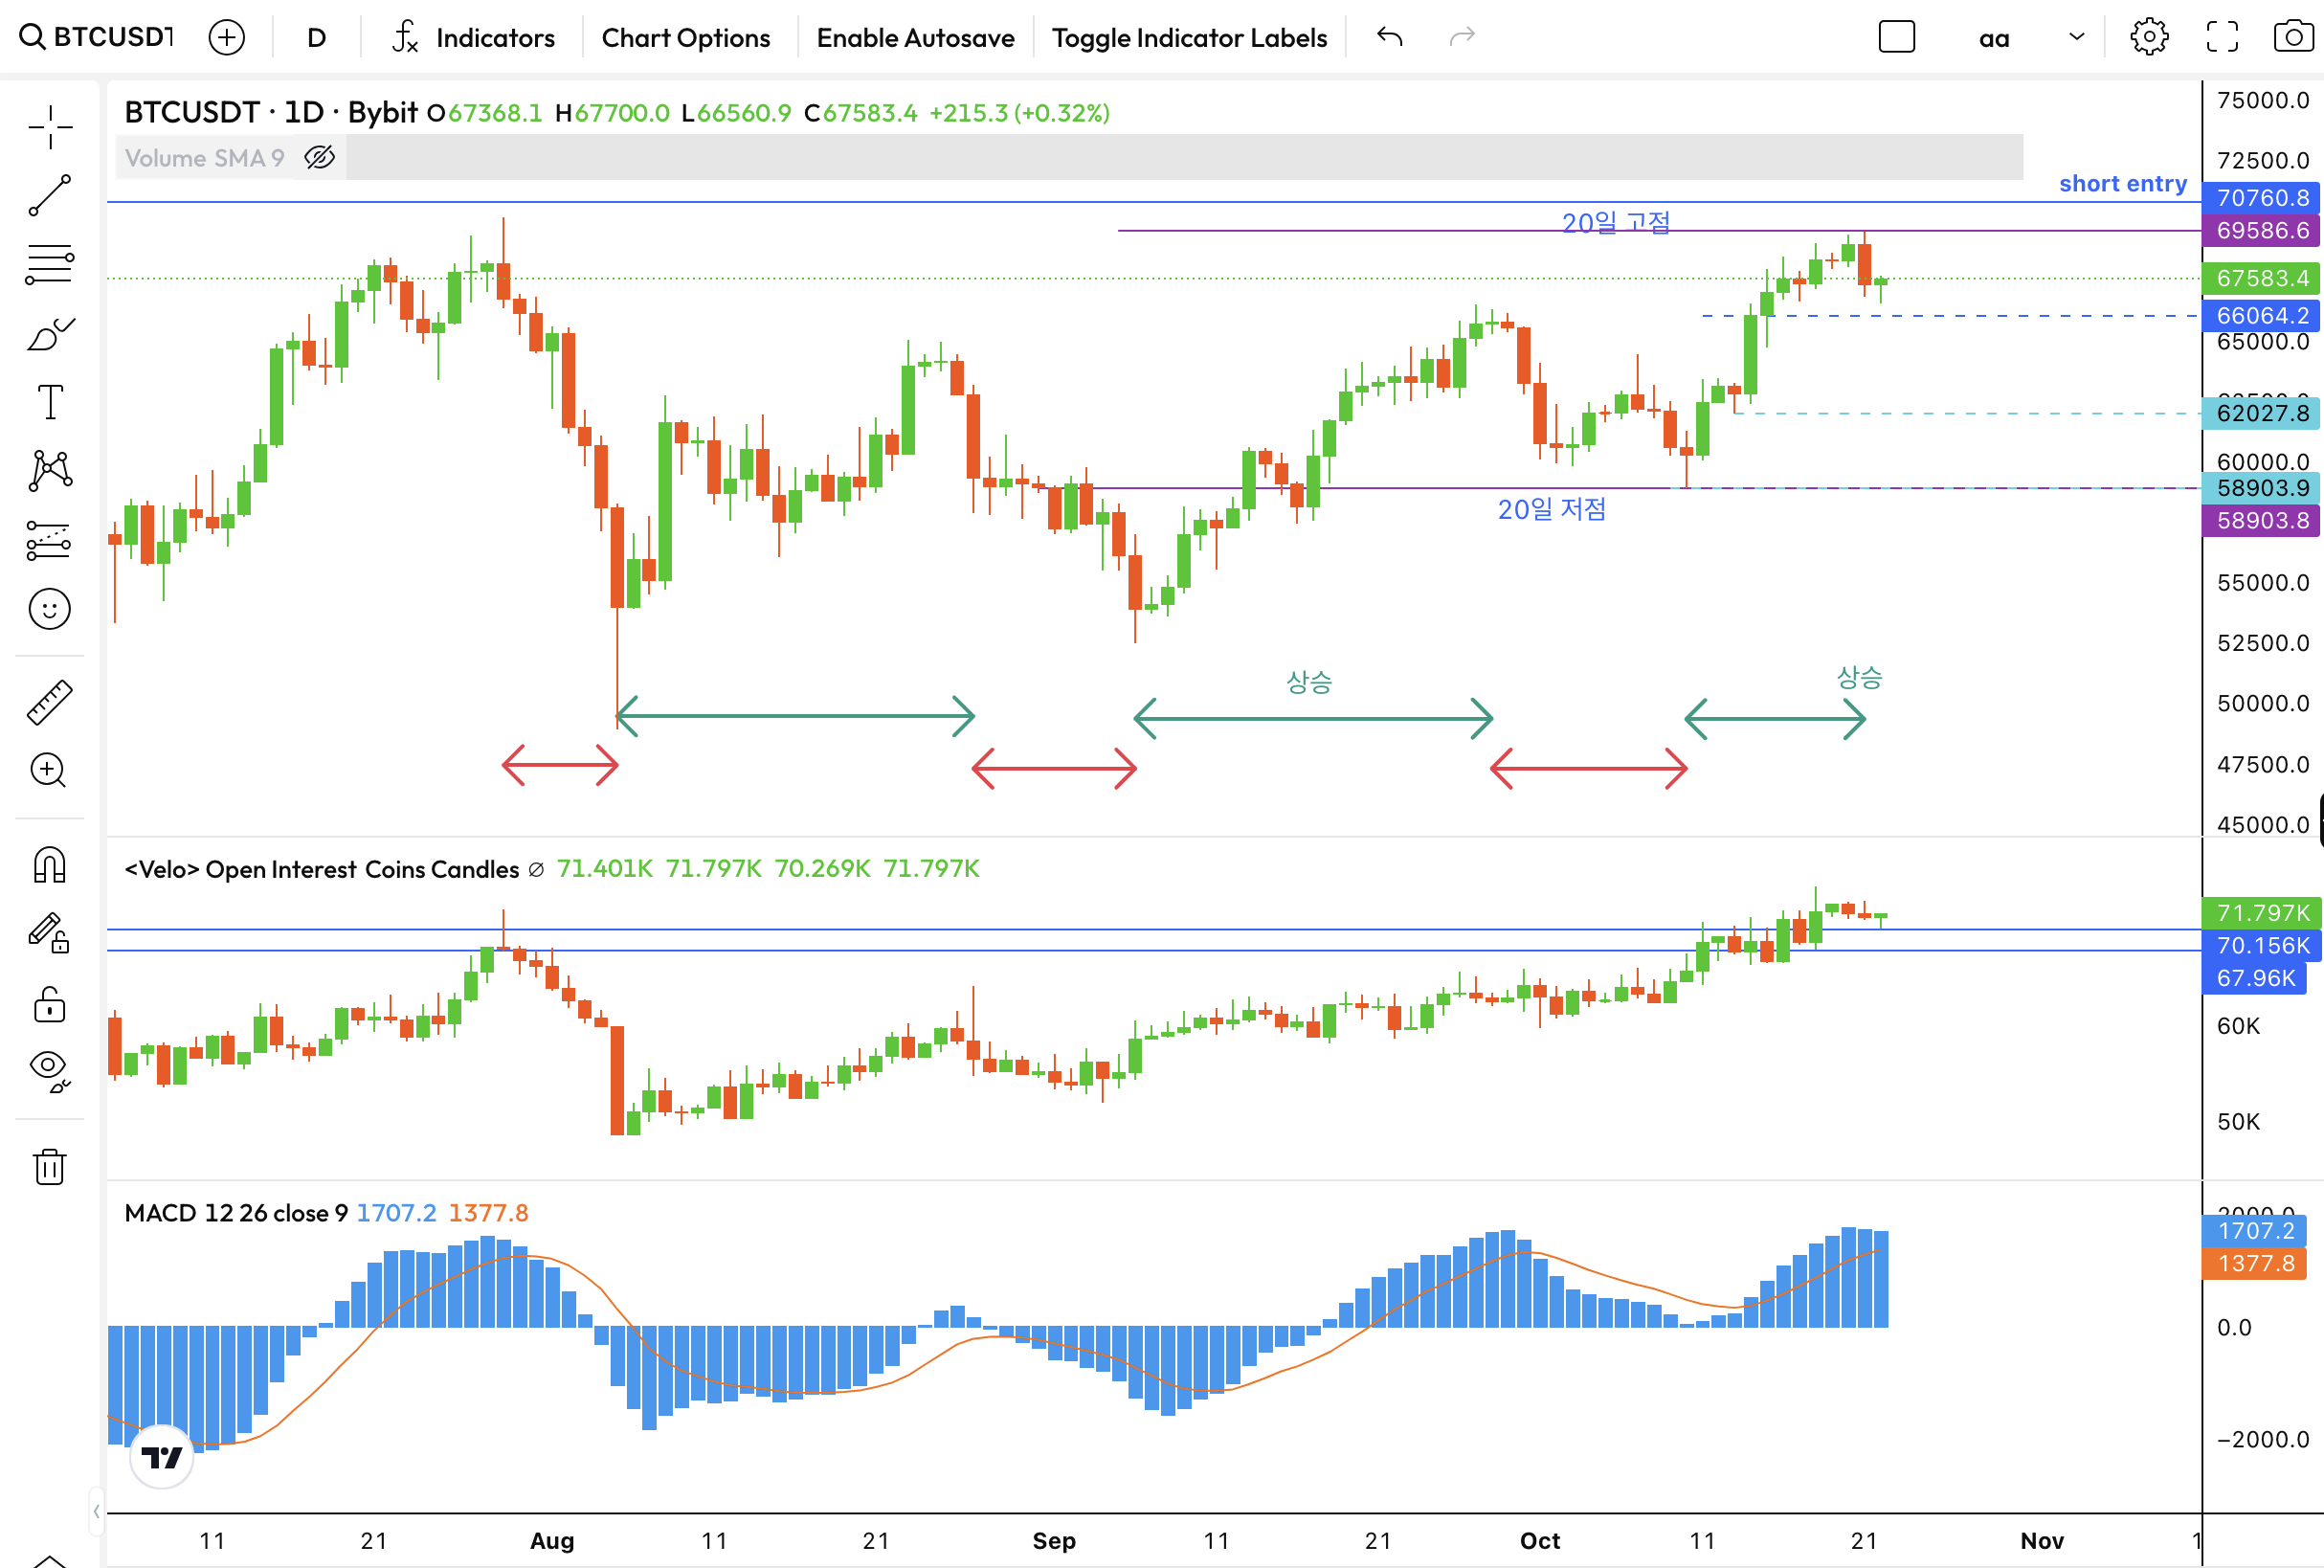 BTCUSDT D Indicators Chart Options Enable Autosave Toggle Indicator Labels aa
BTCUSDT · 1D · Bybit O67368.1 H67700.0 L66560.9 C67583.4 +215.3 (+0.32%)
Volume SMA 9
75000.0
72500.0
short entry
70760.8
20일 고점
69586.6
67583.4
66064.2
65000.0
62027.8
60000.0
58903.9
20일 저점
58903.8
55000.0
52500.0
상승
상승
50000.0
47500.0
45000.0
<Velo> Open Interest Coins Candles ∅ 71.401K 71.797K 70.269K 71.797K
71.797K
70.156K
67.96K
60K
50K
MACD 12 26 close 9 1707.2 1377.8
1707.2
1377.8
0.0
−2000.0
11 21 Aug 11 21 Sep 11 21 Oct 11 21 Nov 1